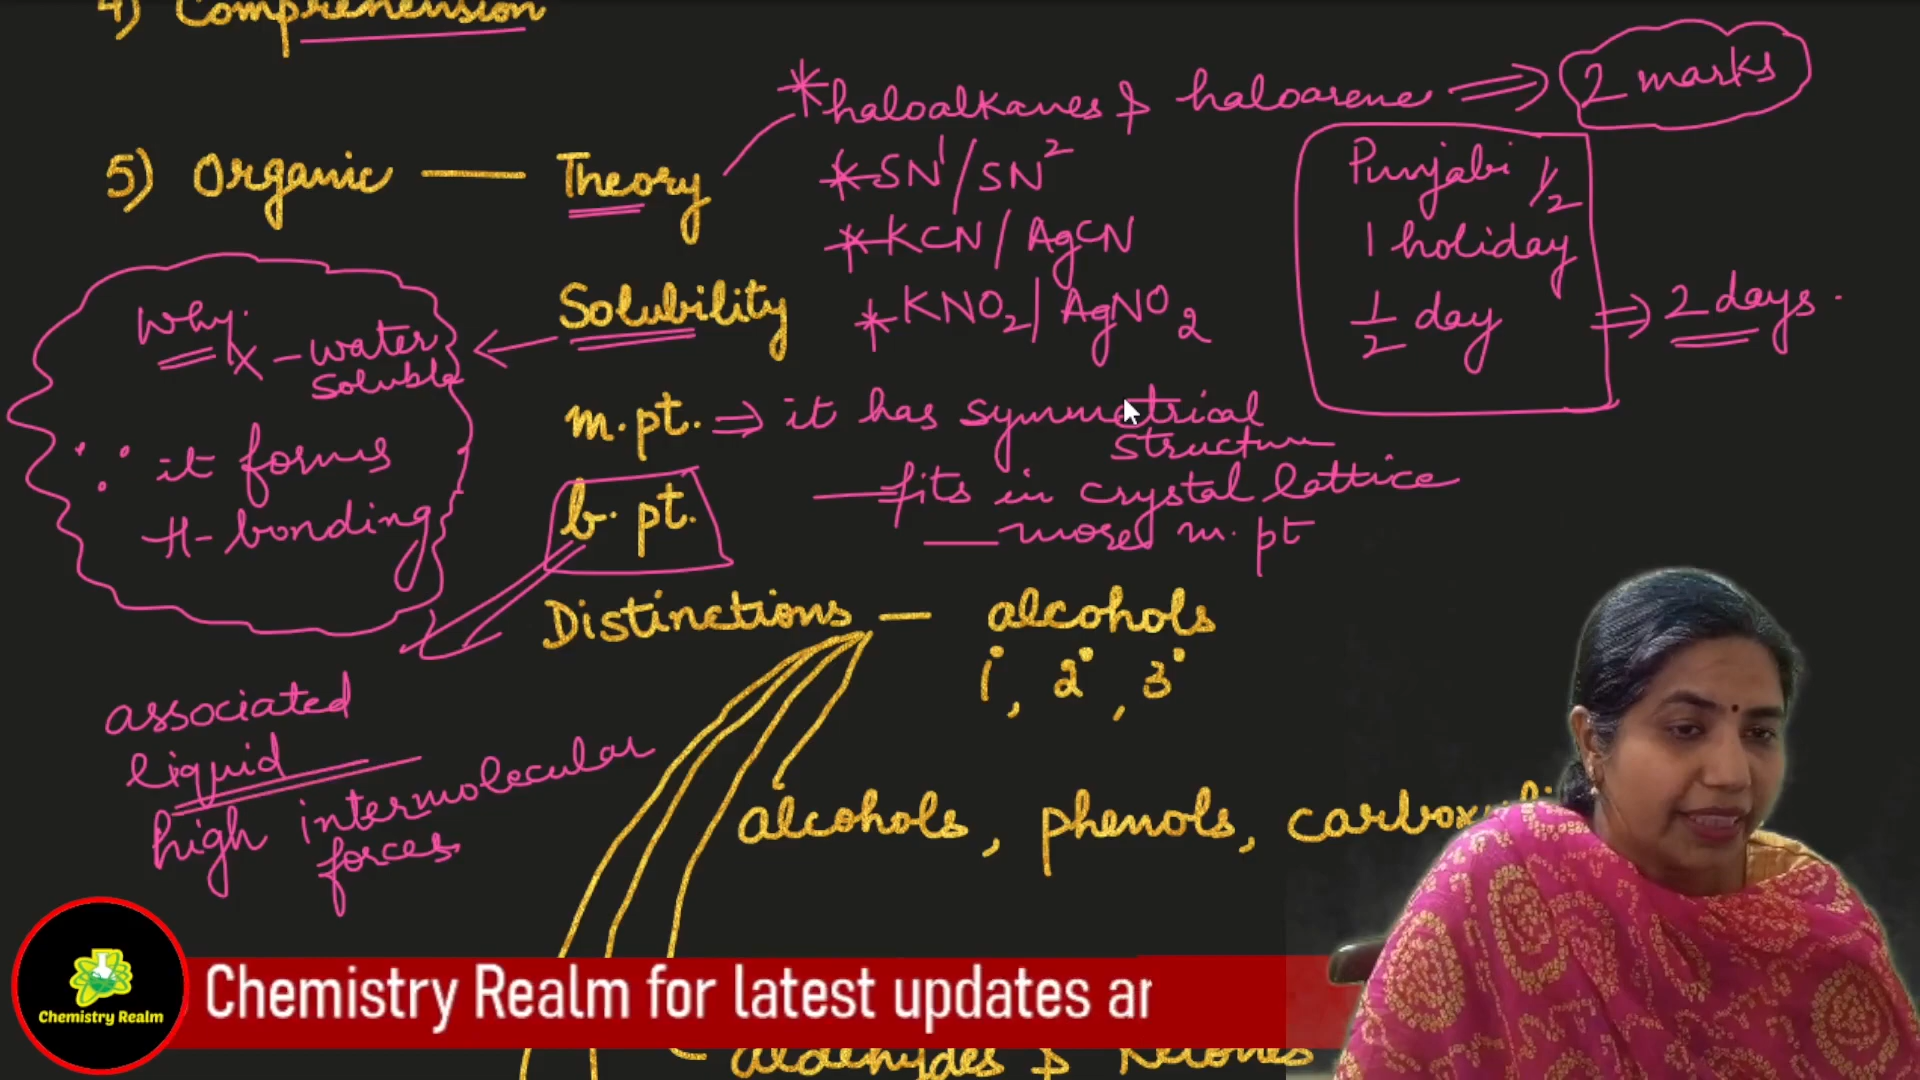 4) Comprehension
*haloalkanes & haloarene ⇒ 2 marks
5) Organic — Theory
*SN1/SN2
*KCN/AgCN
*KNO2/AgNO2
Punjabi 1/2
1 holiday
1/2 day ⇒ 2 days.
Solubility
Why.
X - water
soluble
∵ it forms
H-bonding
m.pt. ⇒ it has symmetrical
structure
— fits in crystal lattice
— more m.pt
b.pt.
associated
liquid
high intermolecular
forces
Distinctions — alcohols
1°, 2°, 3°
alcohols, phenols,
aldehydes & ketones
Chemistry Realm
Chemistry Realm for latest updates